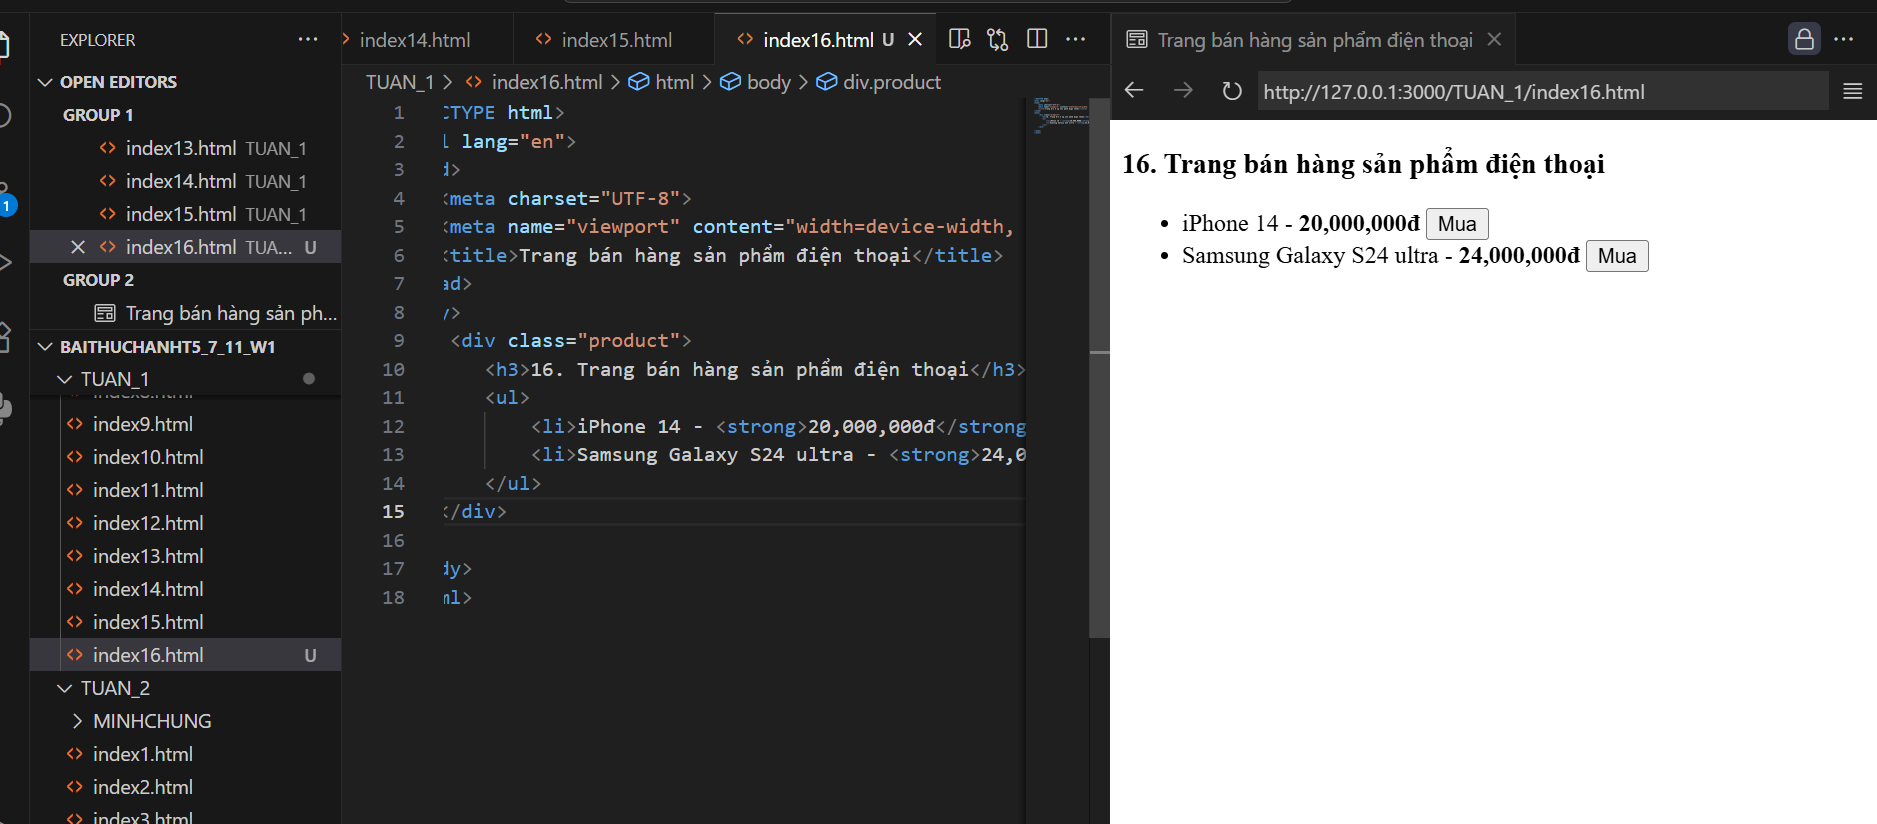 EXPLORER
OPEN EDITORS
GROUP 1
index13.html TUAN_1
index14.html TUAN_1
index15.html TUAN_1
index16.html TUA... U
GROUP 2
Trang bán hàng sản ph...
BAITHUCHANHT5_7_11_W1
TUAN_1
index9.html
index10.html
index11.html
index12.html
index13.html
index14.html
index15.html
index16.html U
TUAN_2
MINHCHUNG
index1.html
index2.html
index3.html
1
index14.html
index15.html
index16.html U
TUAN_1 > index16.html > html > body > div.product
1 CTYPE html>
2 l lang="en">
3 d>
4 <meta charset="UTF-8">
5 <meta name="viewport" content="width=device-width,
6 <title>Trang bán hàng sản phẩm điện thoại</title>
7 ad>
8 y>
9 <div class="product">
10 <h3>16. Trang bán hàng sản phẩm điện thoại</h3>
11 <ul>
12 <li>iPhone 14 - <strong>20,000,000đ</strong
13 <li>Samsung Galaxy S24 ultra - <strong>24,0
14 </ul>
15 </div>
16
17 dy>
18 ml>
Trang bán hàng sản phẩm điện thoại
http://127.0.0.1:3000/TUAN_1/index16.html
16. Trang bán hàng sản phẩm điện thoại
iPhone 14 - 20,000,000đ Mua
Samsung Galaxy S24 ultra - 24,000,000đ Mua